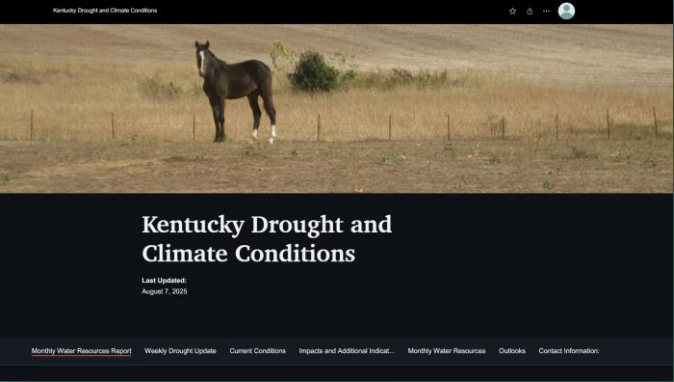 Kentucky Drought and Climate Conditions
Kentucky Drought and
Climate Conditions
Last Updated:
August 7, 2025
Monthly Water Resources Report
Weekly Drought Update
Current Conditions
Impacts and Additional Indicat...
Monthly Water Resources
Outlooks
Contact Information: